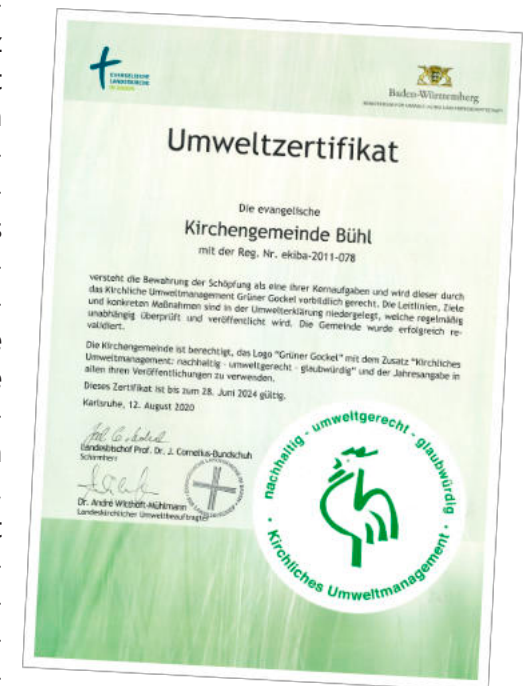 EVANGELISCHE
LANDESKIRCHE
IN BADEN
Baden-Württemberg
Umweltzertifikat
Die evangelische
Kirchengemeinde Bühl
mit der Reg. Nr. ekiba-2011-078
versteht die Bewahrung der Schöpfung als eine ihrer Kernaufgaben und wird dieser durch
das Kirchliche Umweltmanagement Grüner Gockel vorbildlich gerecht. Die Leitlinien, Ziele
und konkreten Maßnahmen sind in der Umwelterklärung niedergelegt, welche regelmäßig
unabhängig überprüft und veröffentlicht wird. Die Gemeinde wurde erfolgreich re-
validiert.
Die Kirchengemeinde ist berechtigt, das Logo "Grüner Gockel" mit dem Zusatz "Kirchliches
Umweltmanagement: nachhaltig - umweltgerecht - glaubwürdig" und der Jahresangabe in
allen ihren Veröffentlichungen zu verwenden.
Dieses Zertifikat ist bis zum 28. Juni 2024 gültig.
Karlsruhe, 12. August 2020
Landesbischof Prof. Dr. J. Cornelius-Bundschuh
Schirmherr
Dr. André Witthöft-Mühlmann
Landeskirchlicher Umweltbeauftragter
nachhaltig · umweltgerecht · glaubwürdig
· Kirchliches Umweltmanagement ·